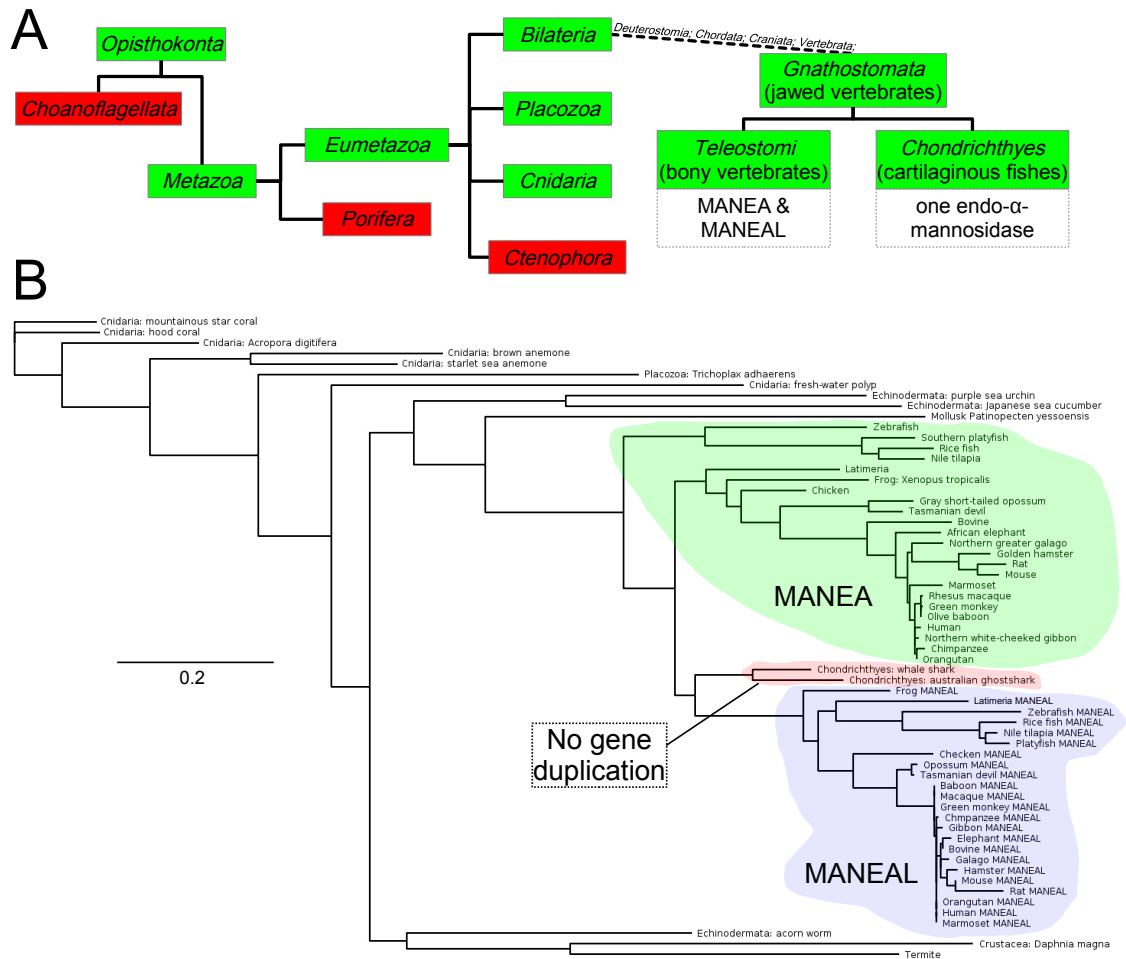 A
Opisthokonta
Choanoflagellata
Metazoa
Eumetazoa
Porifera
Bilateria
Placozoa
Cnidaria
Ctenophora
Deuterostomia; Chordata; Craniata; Vertebrata;
Gnathostomata
(jawed vertebrates)
Teleostomi
(bony vertebrates)
MANEA &
MANEAL
Chondrichthyes
(cartilaginous fishes)
one endo-α-
mannosidase
B
Cnidaria: mountainous star coral
Cnidaria: hood coral
Cnidaria: Acropora digitifera
Cnidaria: brown anemone
Cnidaria: starlet sea anemone
Placozoa: Trichoplax adhaerens
Cnidaria: fresh-water polyp
Echinodermata: purple sea urchin
Echinodermata: Japanese sea cucumber
Mollusk Patinopecten yessoensis
Zebrafish
Southern platyfish
Rice fish
Nile tilapia
Latimeria
Frog: Xenopus tropicalis
Chicken
Gray short-tailed opossum
Tasmanian devil
Bovine
African elephant
Northern greater galago
Golden hamster
Rat
Mouse
Marmoset
Rhesus macaque
Green monkey
Olive baboon
Human
Northern white-cheeked gibbon
Chimpanzee
Orangutan
MANEA
0.2
Chondrichthyes: whale shark
Chondrichthyes: australian ghostshark
No gene
duplication
Frog MANEAL
Latimeria MANEAL
Zebrafish MANEAL
Rice fish MANEAL
Nile tilapia MANEAL
Platyfish MANEAL
Checken MANEAL
Opossum MANEAL
Tasmanian devil MANEAL
Baboon MANEAL
Macaque MANEAL
Green monkey MANEAL
Chmpanzee MANEAL
Gibbon MANEAL
Elephant MANEAL
Bovine MANEAL
Galago MANEAL
Hamster MANEAL
Mouse MANEAL
Rat MANEAL
Orangutan MANEAL
Human MANEAL
Marmoset MANEAL
MANEAL
Echinodermata: acorn worm
Crustacea: Daphnia magna
Termite